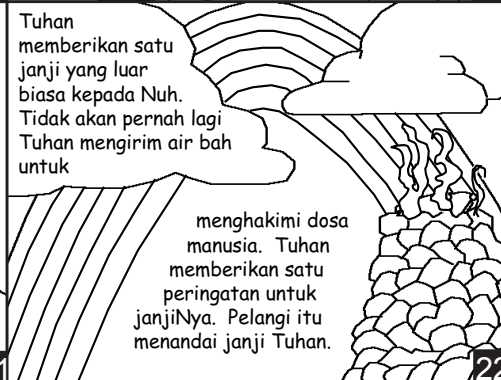 Tuhan
memberikan satu
janji yang luar
biasa kepada Nuh.
Tidak akan pernah lagi
Tuhan mengirim air bah
untuk
menghakimi dosa
manusia. Tuhan
memberikan satu
peringatan untuk
janjiNya. Pelangi itu
menandai janji Tuhan.
22